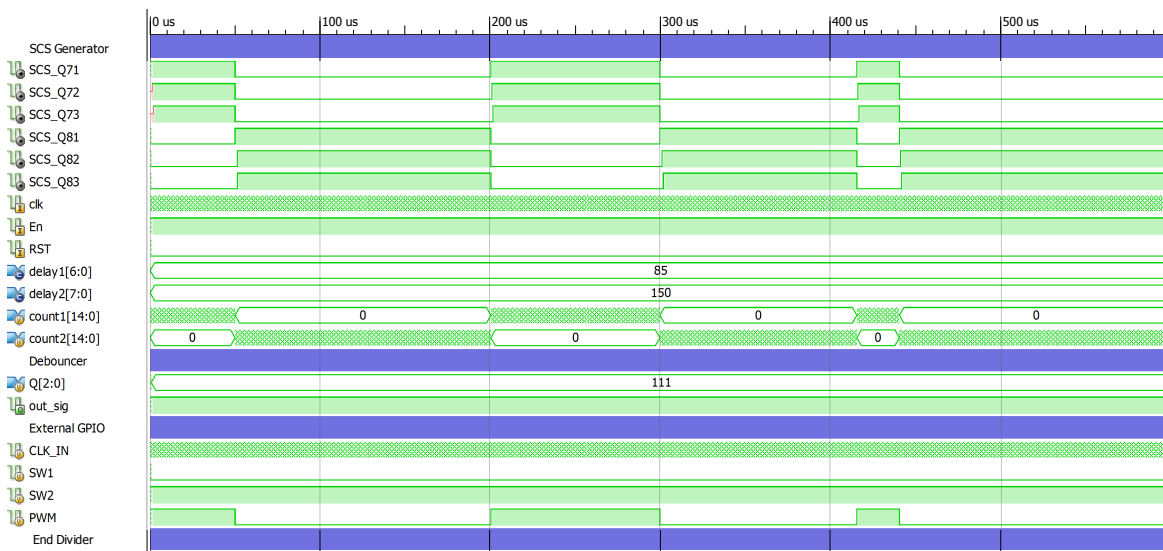 0 us 100 us 200 us 300 us 400 us 500 us
SCS Generator
SCS_Q71
SCS_Q72
SCS_Q73
SCS_Q81
SCS_Q82
SCS_Q83
clk
En
RST
delay1[6:0] 85
delay2[7:0] 150
count1[14:0] 0 0 0
count2[14:0] 0 0 0
Debouncer
Q[2:0] 111
out_sig
External GPIO
CLK_IN
SW1
SW2
PWM
End Divider